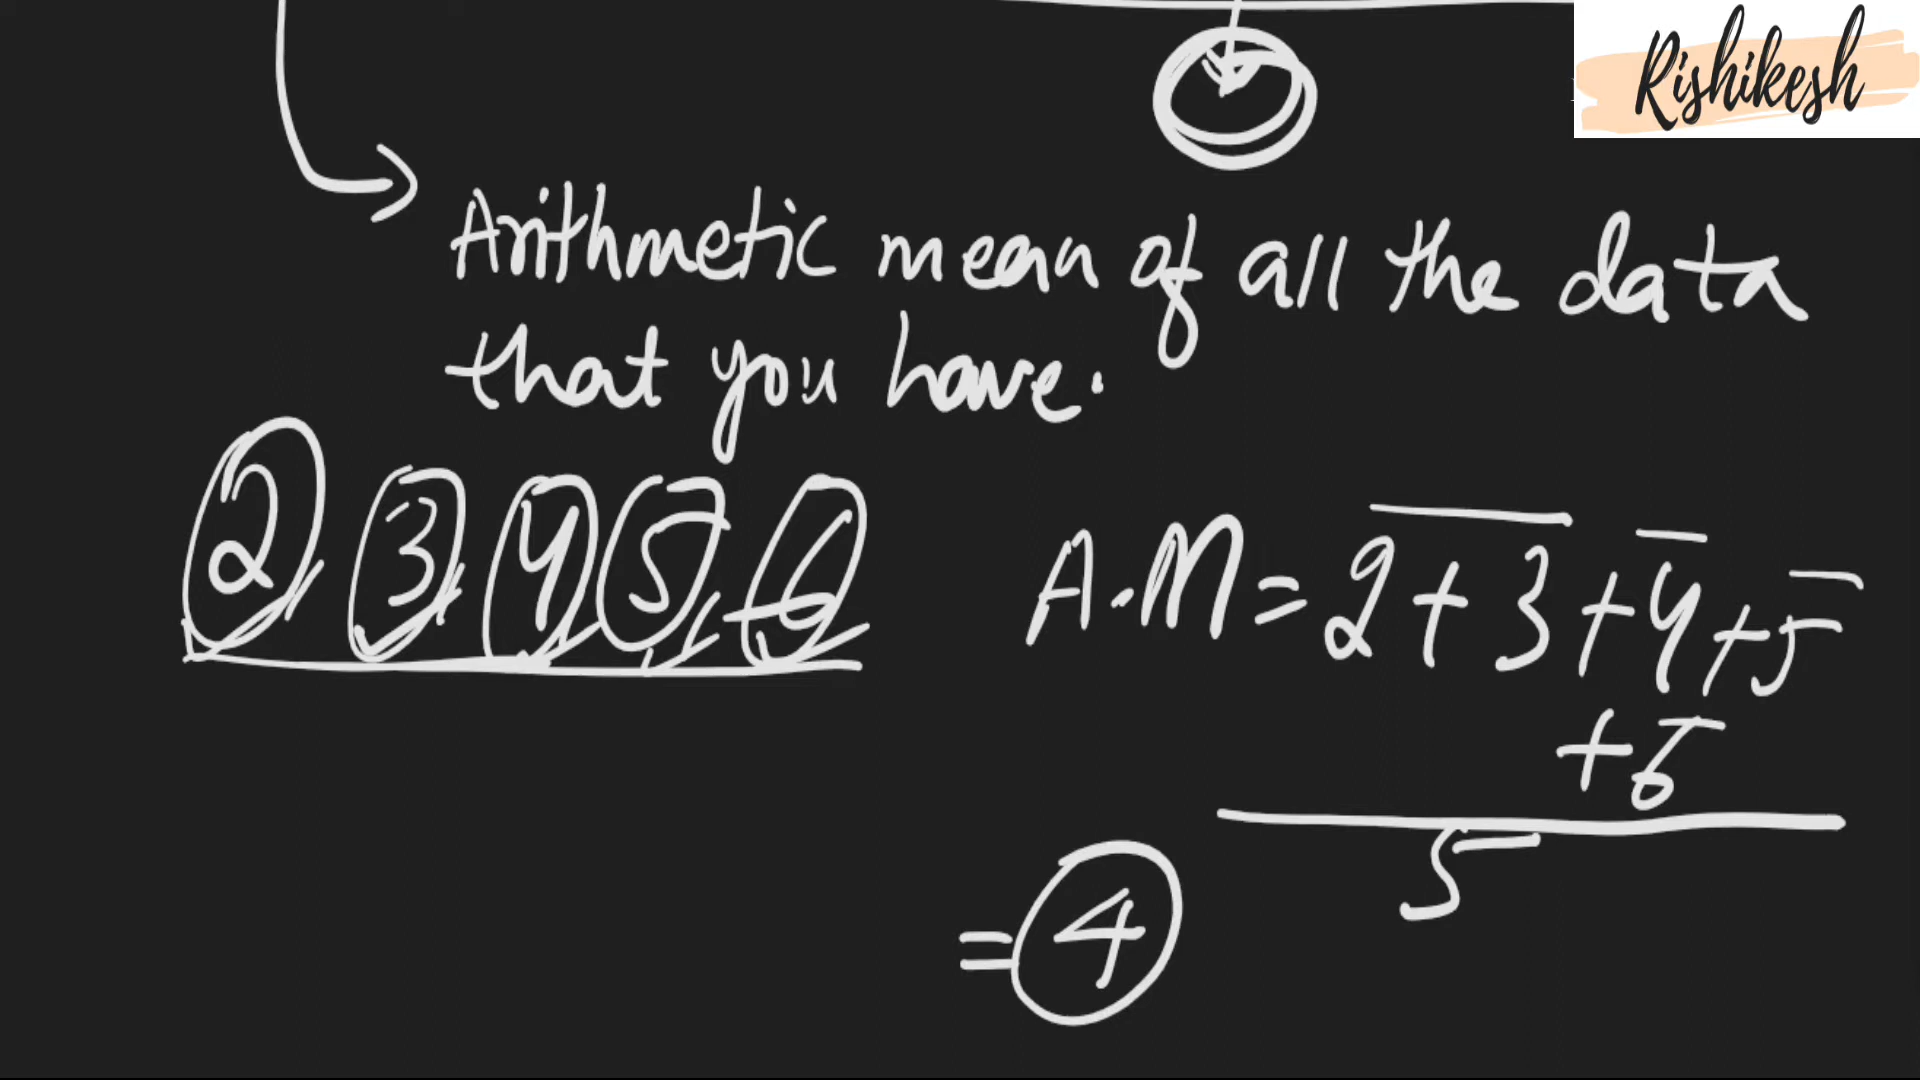 Rishikesh
Arithmetic mean of all the data
that you have.
2, 3, 4, 5, 6
A.M = 2+3+4+5
+6
5
= 4